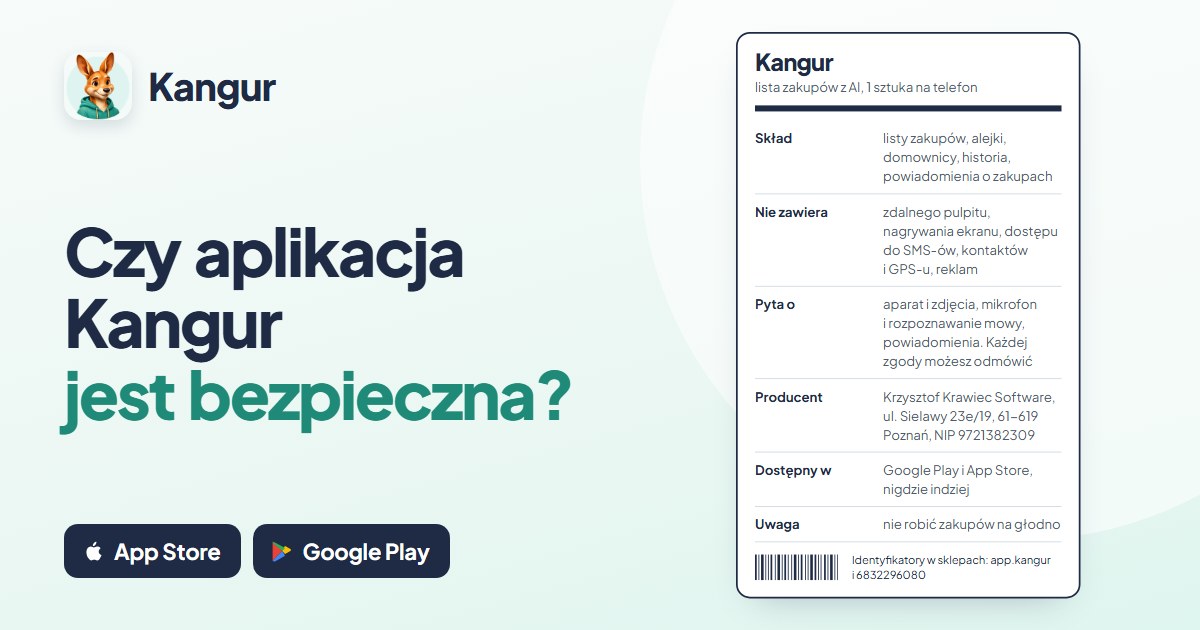 Kangur
Czy aplikacja
Kangur
jest bezpieczna?
App Store
Google Play
Kangur
lista zakupów z AI, 1 sztuka na telefon
Skład
listy zakupów, alejki,
domownicy, historia,
powiadomienia o zakupach
Nie zawiera
zdalnego pulpitu,
nagrywania ekranu, dostępu
do SMS-ów, kontaktów
i GPS-u, reklam
Pyta o
aparat i zdjęcia, mikrofon
i rozpoznawanie mowy,
powiadomienia. Każdej
zgody możesz odmówić
Producent
Krzysztof Krawiec Software,
ul. Sielawy 23e/19, 61-619
Poznań, NIP 9721382309
Dostępny w
Google Play i App Store,
nigdzie indziej
Uwaga
nie robić zakupów na głodno
Identyfikatory w sklepach: app.kangur
i 6832296080